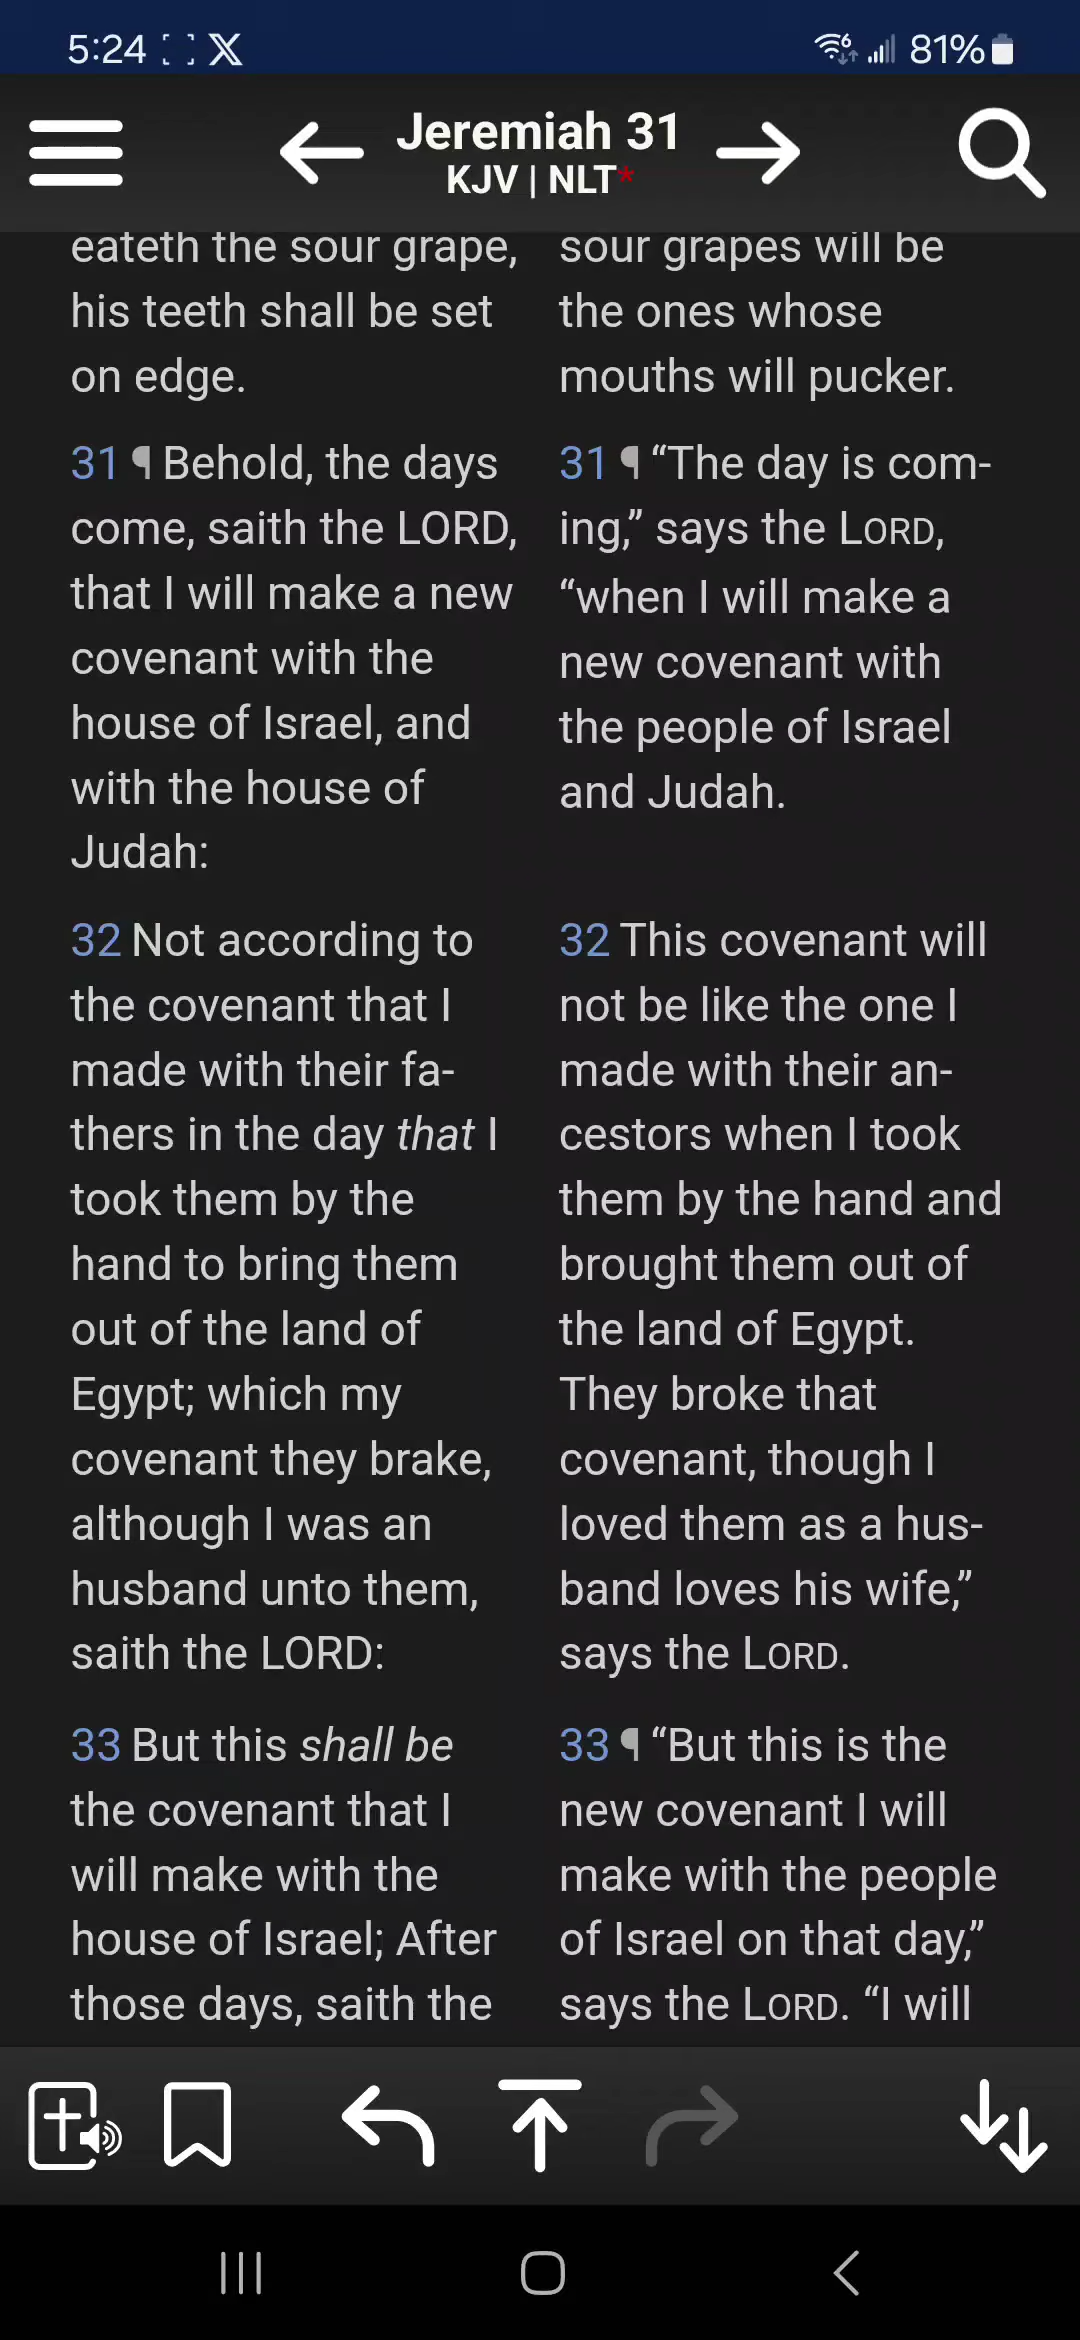 5:24 81%
Jeremiah 31
KJV | NLT*
eateth the sour grape,
his teeth shall be set
on edge.
31 ¶ Behold, the days
come, saith the LORD,
that I will make a new
covenant with the
house of Israel, and
with the house of
Judah:
32 Not according to
the covenant that I
made with their fa-
thers in the day that I
took them by the
hand to bring them
out of the land of
Egypt; which my
covenant they brake,
although I was an
husband unto them,
saith the LORD:
33 But this shall be
the covenant that I
will make with the
house of Israel; After
those days, saith the
sour grapes will be
the ones whose
mouths will pucker.
31 ¶ “The day is com-
ing,” says the LORD,
“when I will make a
new covenant with
the people of Israel
and Judah.
32 This covenant will
not be like the one I
made with their an-
cestors when I took
them by the hand and
brought them out of
the land of Egypt.
They broke that
covenant, though I
loved them as a hus-
band loves his wife,”
says the LORD.
33 ¶ “But this is the
new covenant I will
make with the people
of Israel on that day,”
says the LORD. “I will